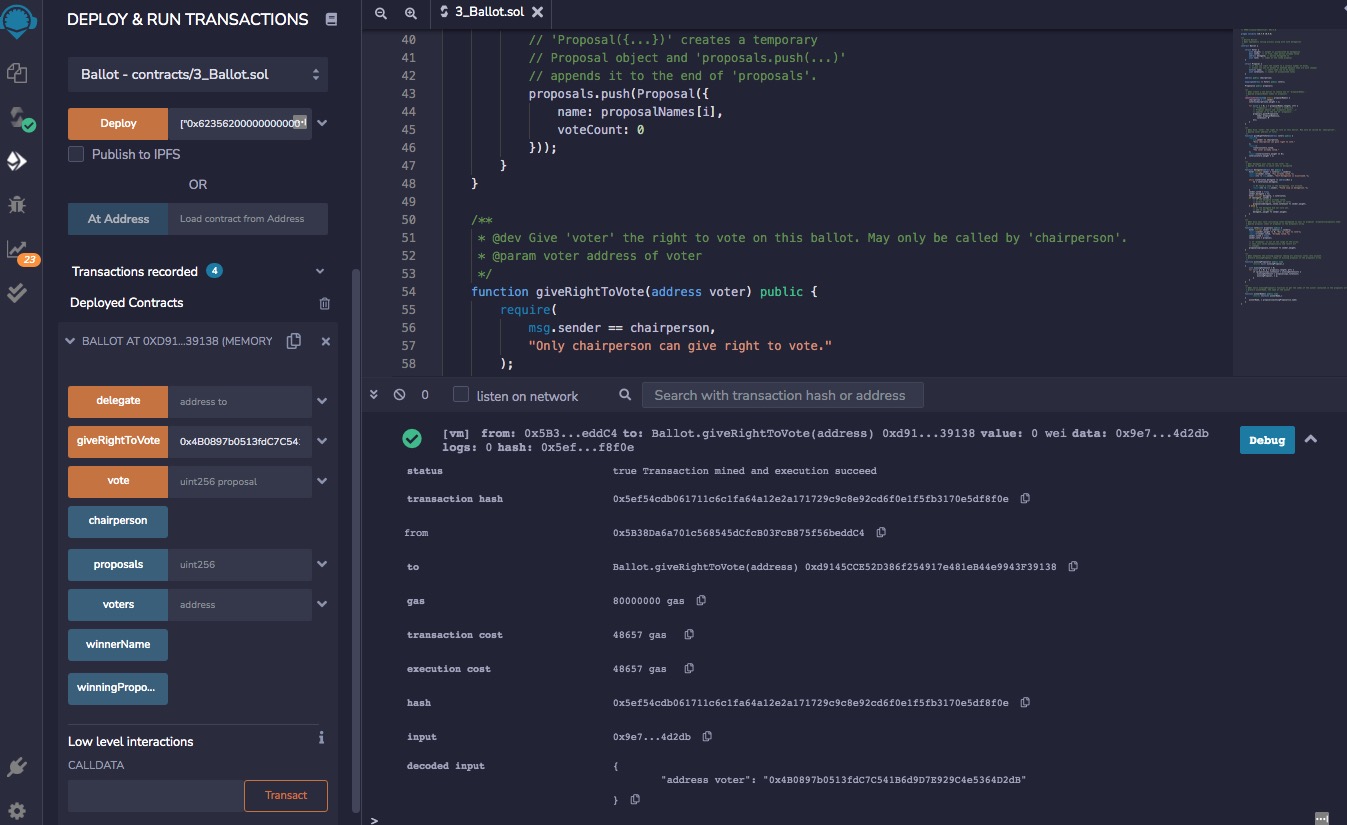 DEPLOY & RUN TRANSACTIONS
Ballot - contracts/3_Ballot.sol
Deploy
["0x62356200000000000
Publish to IPFS
OR
At Address
Load contract from Address
23
Transactions recorded 4
Deployed Contracts
BALLOT AT 0XD91...39138 (MEMORY
delegate
address to
giveRightToVote
0x4B0897b0513fdC7C54
vote
uint256 proposal
chairperson
proposals
uint256
voters
address
winnerName
winningPropo...
Low level interactions
i
CALLDATA
Transact
3_Ballot.sol
40 // 'Proposal({...})' creates a temporary
41 // Proposal object and 'proposals.push(...)'
42 // appends it to the end of 'proposals'.
43 proposals.push(Proposal({
44 name: proposalNames[i],
45 voteCount: 0
46 }));
47 }
48 }
49
50 /**
51 * @dev Give 'voter' the right to vote on this ballot. May only be called by 'chairperson'.
52 * @param voter address of voter
53 */
54 function giveRightToVote(address voter) public {
55 require(
56 msg.sender == chairperson,
57 "Only chairperson can give right to vote."
58 );
0
listen on network
Search with transaction hash or address
[vm] from: 0x5B3...eddC4 to: Ballot.giveRightToVote(address) 0xd91...39138 value: 0 wei data: 0x9e7...4d2db
logs: 0 hash: 0x5ef...f8f0e
Debug
status true Transaction mined and execution succeed
transaction hash 0x5ef54cdb061711c6c1fa64a12e2a171729c9c8e92cd6f0e1f5fb3170e5df8f0e
from 0x5B38Da6a701c568545dCfcB03FcB875f56beddC4
to Ballot.giveRightToVote(address) 0xd9145CCE52D386f254917e481eB44e9943F39138
gas 80000000 gas
transaction cost 48657 gas
execution cost 48657 gas
hash 0x5ef54cdb061711c6c1fa64a12e2a171729c9c8e92cd6f0e1f5fb3170e5df8f0e
input 0x9e7...4d2db
decoded input {
"address voter": "0x4B0897b0513fdC7C541B6d9D7E929C4e5364D2dB"
}
>